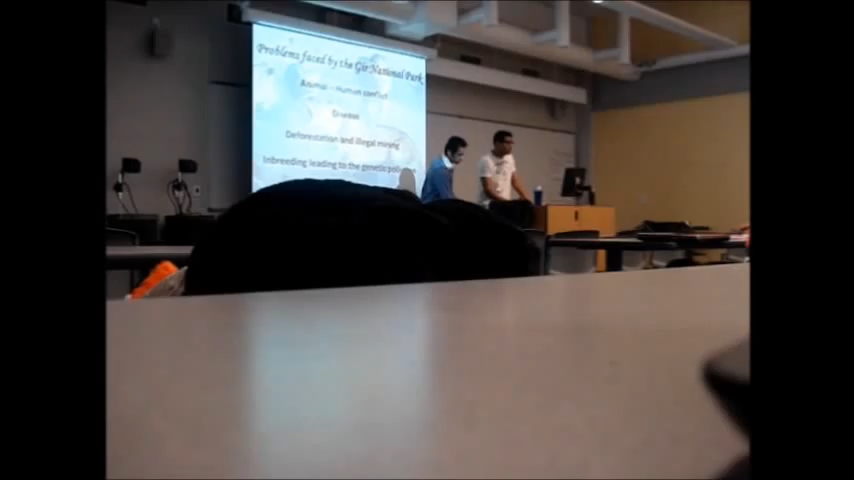 Problems faced by the Gir National Park
Animal - Human conflict
Disease
Deforestation and illegal mining
Inbreeding leading to the genetic